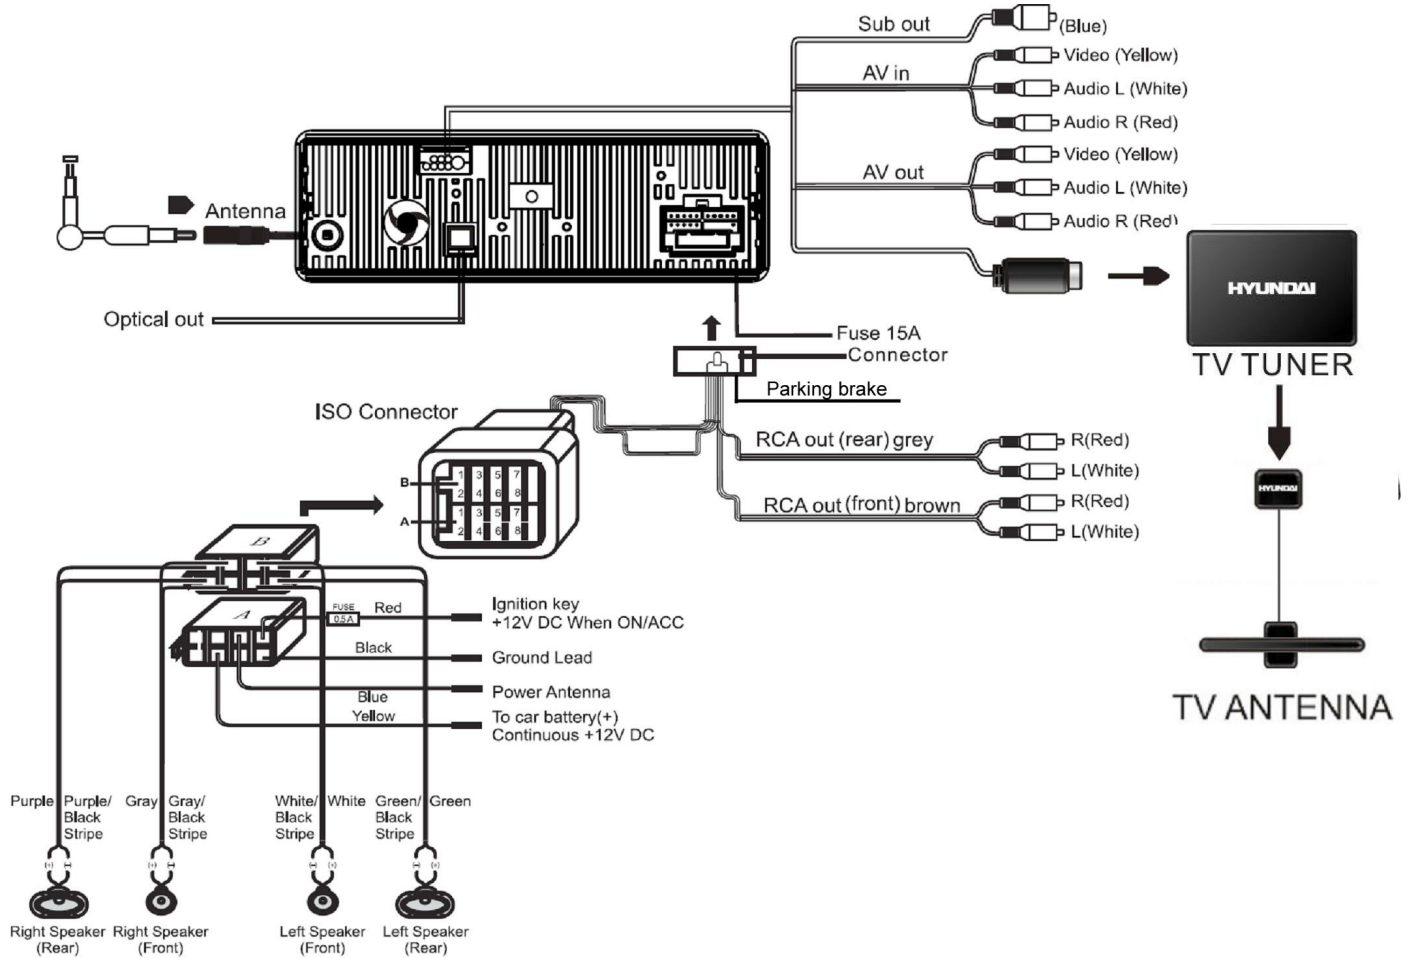 Sub out
(Blue)
AV in
Video (Yellow)
Audio L (White)
Audio R (Red)
AV out
Video (Yellow)
Audio L (White)
Audio R (Red)
Antenna
Optical out
HYUNDAI
TV TUNER
Fuse 15A
Connector
Parking brake
ISO Connector
RCA out (rear) grey
R(Red)
L(White)
RCA out (front) brown
R(Red)
L(White)
HYUNDAI
TV ANTENNA
B
1 3 5 7
2 4 6 8
A
1 3 5 7
2 4 6 8
B
A
FUSE
0.5A
Red
Ignition key
+12V DC When ON/ACC
Black
Ground Lead
Blue
Power Antenna
Yellow
To car battery(+)
Continuous +12V DC
Purple
Purple/
Black
Stripe
Gray
Gray/
Black
Stripe
White/
Black
Stripe
White
Green/
Black
Stripe
Green
Right Speaker
(Rear)
Right Speaker
(Front)
Left Speaker
(Front)
Left Speaker
(Rear)